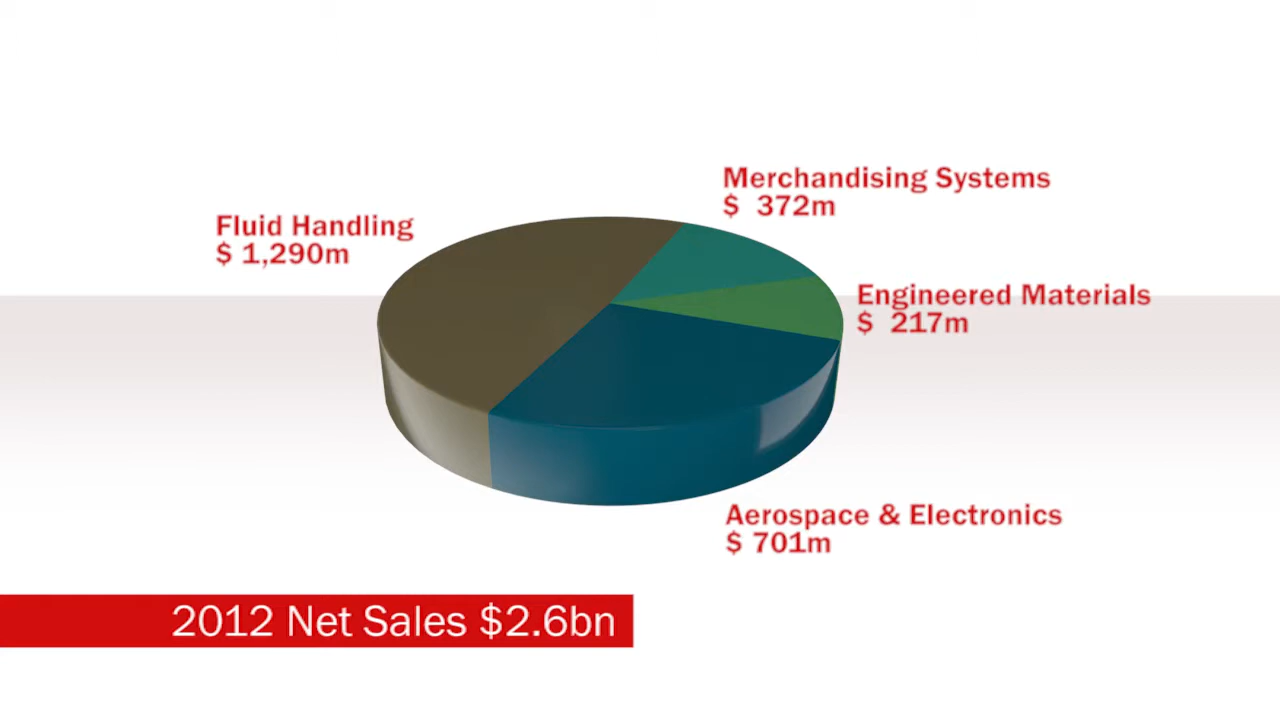 Merchandising Systems
$ 372m
Fluid Handling
$ 1,290m
Engineered Materials
$ 217m
Aerospace & Electronics
$ 701m
2012 Net Sales $2.6bn